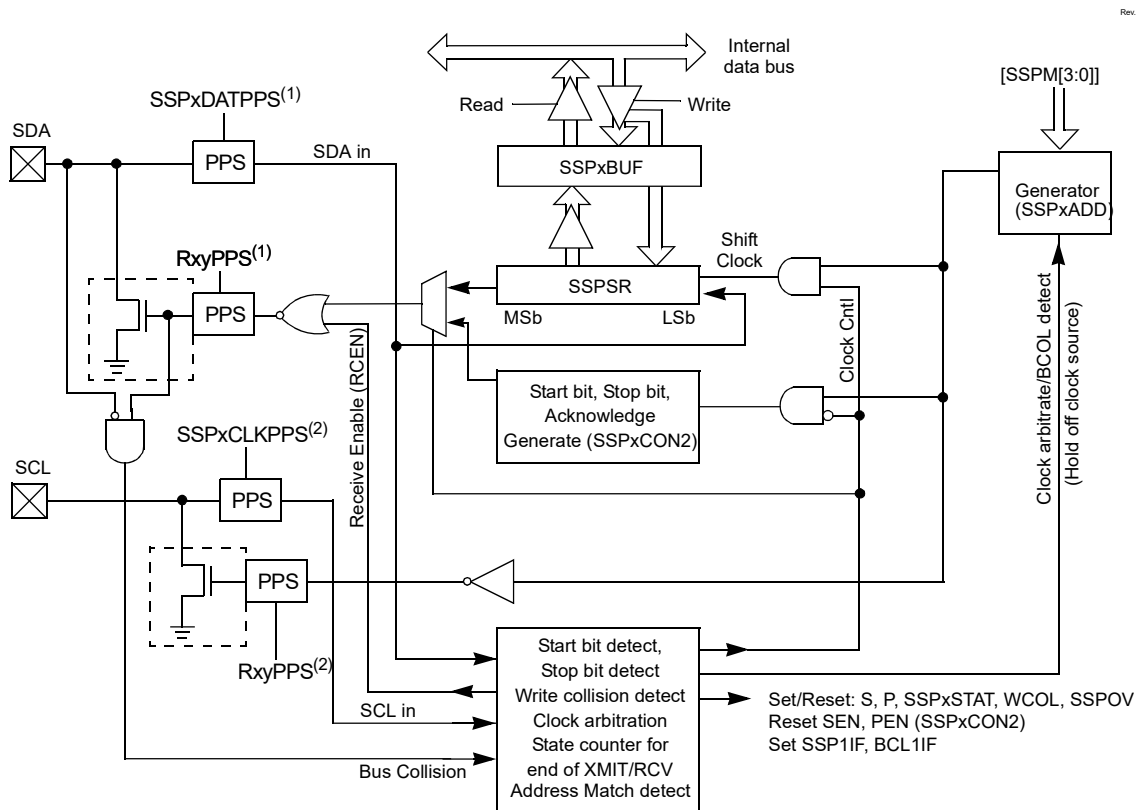 Rev.
Internal
data bus
[SSPM[3:0]]
SSPxDATPPS(1)
Read
Write
SDA
PPS
SDA in
SSPxBUF
Generator
(SSPxADD)
RxyPPS(1)
Shift
Clock
PPS
SSPSR
MSb
LSb
Clock Cntl
Clock arbitrate/BCOL detect
(Hold off clock source)
Receive Enable (RCEN)
Start bit, Stop bit,
Acknowledge
Generate (SSPxCON2)
SSPxCLKPPS(2)
SCL
PPS
PPS
RxyPPS(2)
Start bit detect,
Stop bit detect
Write collision detect
Clock arbitration
State counter for
end of XMIT/RCV
Address Match detect
SCL in
Bus Collision
Set/Reset: S, P, SSPxSTAT, WCOL, SSPOV
Reset SEN, PEN (SSPxCON2)
Set SSP1IF, BCL1IF